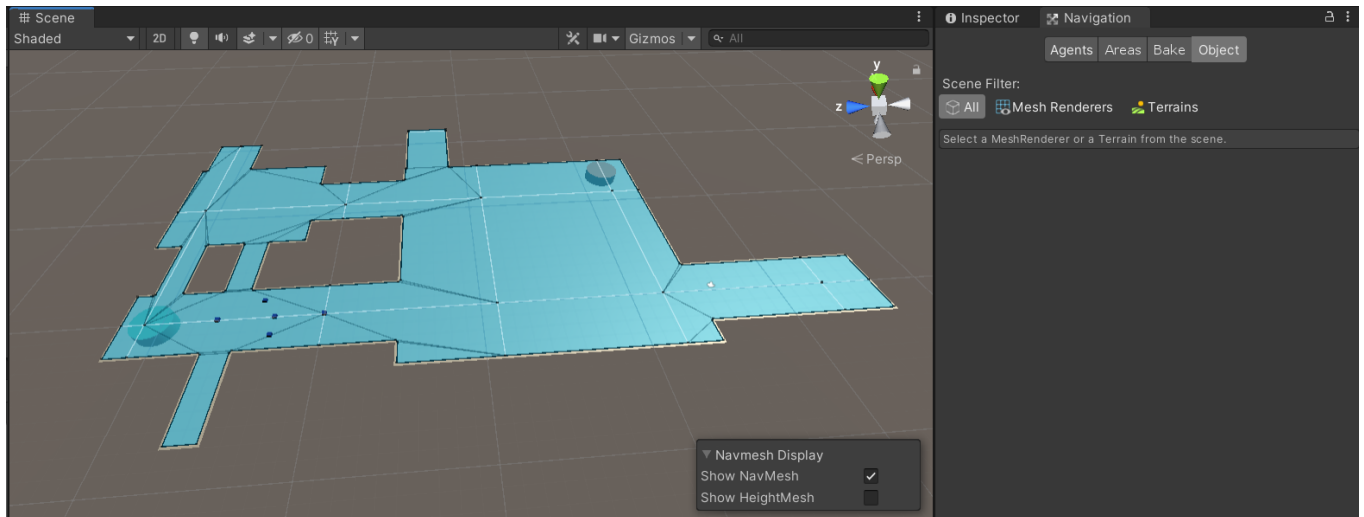 Scene
Inspector
Navigation
Shaded
2D
0
Gizmos
All
Agents
Areas
Bake
Object
Scene Filter:
All
Mesh Renderers
Terrains
Select a MeshRenderer or a Terrain from the scene.
y
z
Persp
Navmesh Display
Show NavMesh
Show HeightMesh